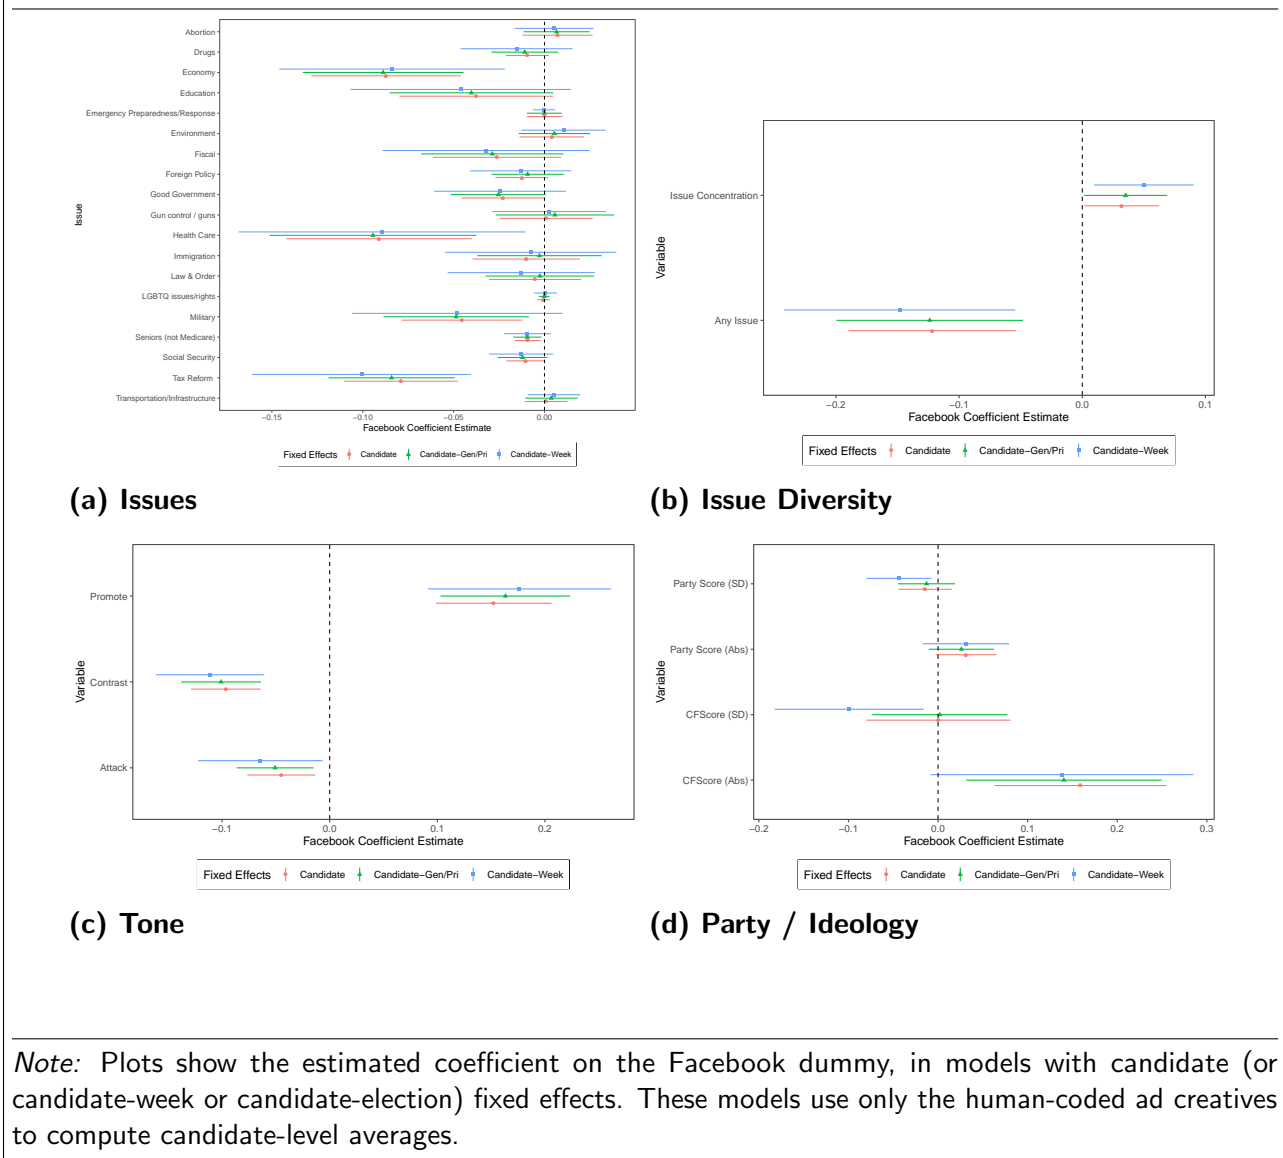 Issue
Abortion
Drugs
Economy
Education
Emergency Preparedness/Response
Environment
Fiscal
Foreign Policy
Good Government
Gun control / guns
Health Care
Immigration
Law & Order
LGBTQ issues/rights
Military
Seniors (not Medicare)
Social Security
Tax Reform
Transportation/Infrastructure
−0.15 −0.10 −0.05 0.00
Facebook Coefficient Estimate
Fixed Effects Candidate Candidate−Gen/Pri Candidate−Week
(a) Issues
Variable
Issue Concentration
Any Issue
−0.2 −0.1 0.0 0.1
Facebook Coefficient Estimate
Fixed Effects Candidate Candidate−Gen/Pri Candidate−Week
(b) Issue Diversity
Variable
Promote
Contrast
Attack
−0.1 0.0 0.1 0.2
Facebook Coefficient Estimate
Fixed Effects Candidate Candidate−Gen/Pri Candidate−Week
(c) Tone
Variable
Party Score (SD)
Party Score (Abs)
CFScore (SD)
CFScore (Abs)
−0.2 −0.1 0.0 0.1 0.2 0.3
Facebook Coefficient Estimate
Fixed Effects Candidate Candidate−Gen/Pri Candidate−Week
(d) Party / Ideology
Note: Plots show the estimated coefficient on the Facebook dummy, in models with candidate (or
candidate-week or candidate-election) fixed effects. These models use only the human-coded ad creatives
to compute candidate-level averages.